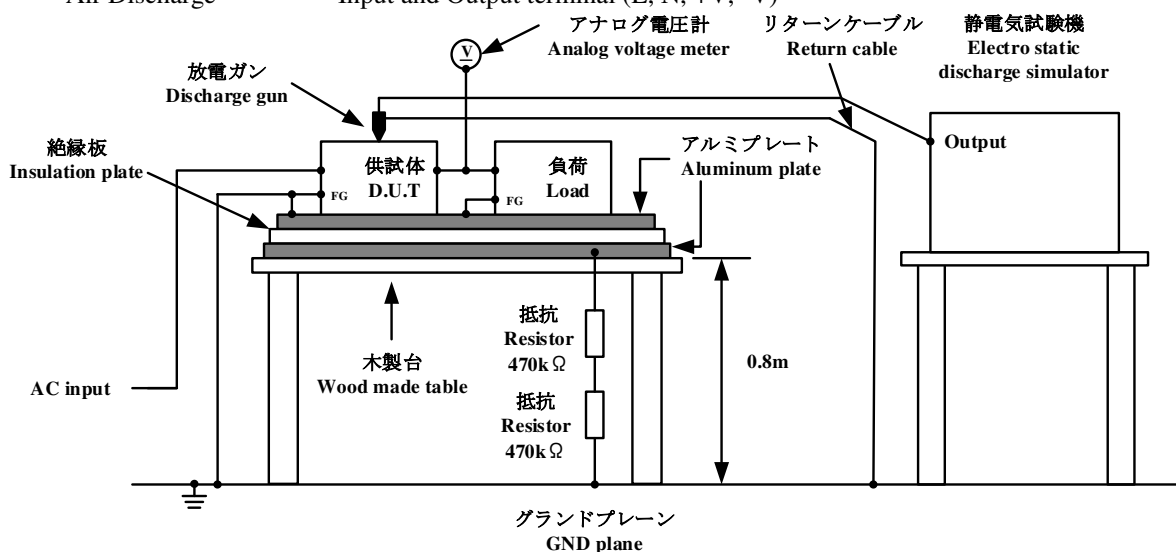 Air Discharge
Input and Output terminal (L, N, +V, -V)
アナログ電圧計
Analog voltage meter
リターンケーブル
Return cable
静電気試験機
Electro static
discharge simulator
V
放電ガン
Discharge gun
絶縁板
Insulation plate
供試体
D.U.T
FG
負荷
Load
FG
アルミプレート
Aluminum plate
Output
抵抗
Resistor
470kΩ
抵抗
Resistor
470kΩ
0.8m
木製台
Wood made table
AC input
グランドプレーン
GND plane